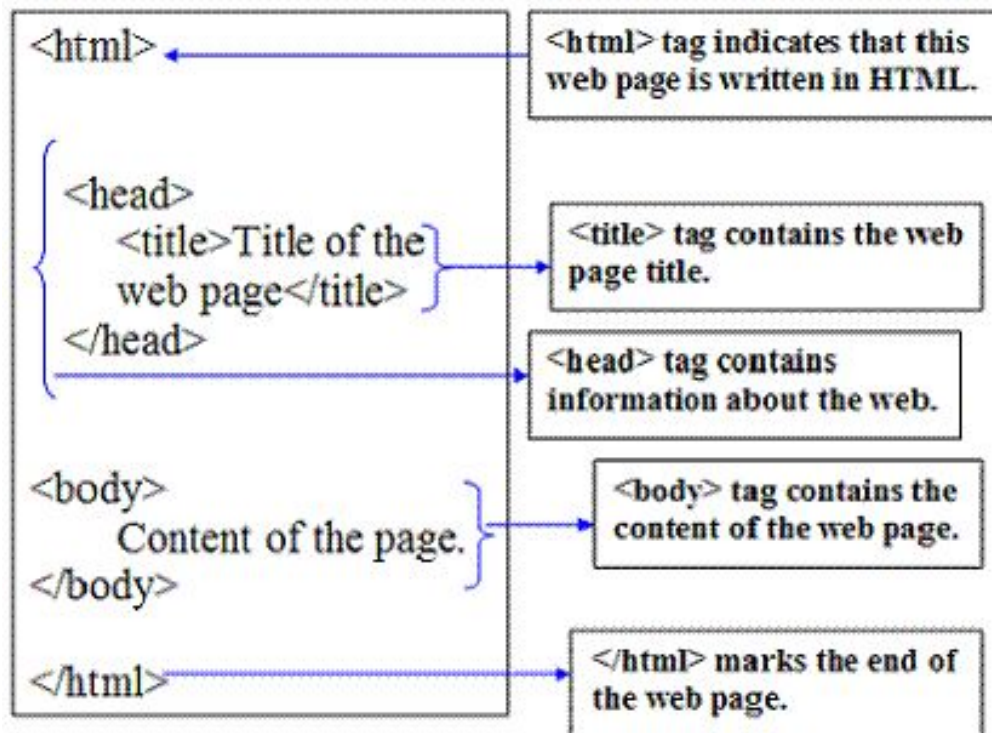 <html>
<html> tag indicates that this
web page is written in HTML.
<head>
<title>Title of the
web page</title>
</head>
<title> tag contains the web
page title.
<head> tag contains
information about the web.
<body>
Content of the page.
</body>
<body> tag contains the
content of the web page.
</html>
</html> marks the end of
the web page.